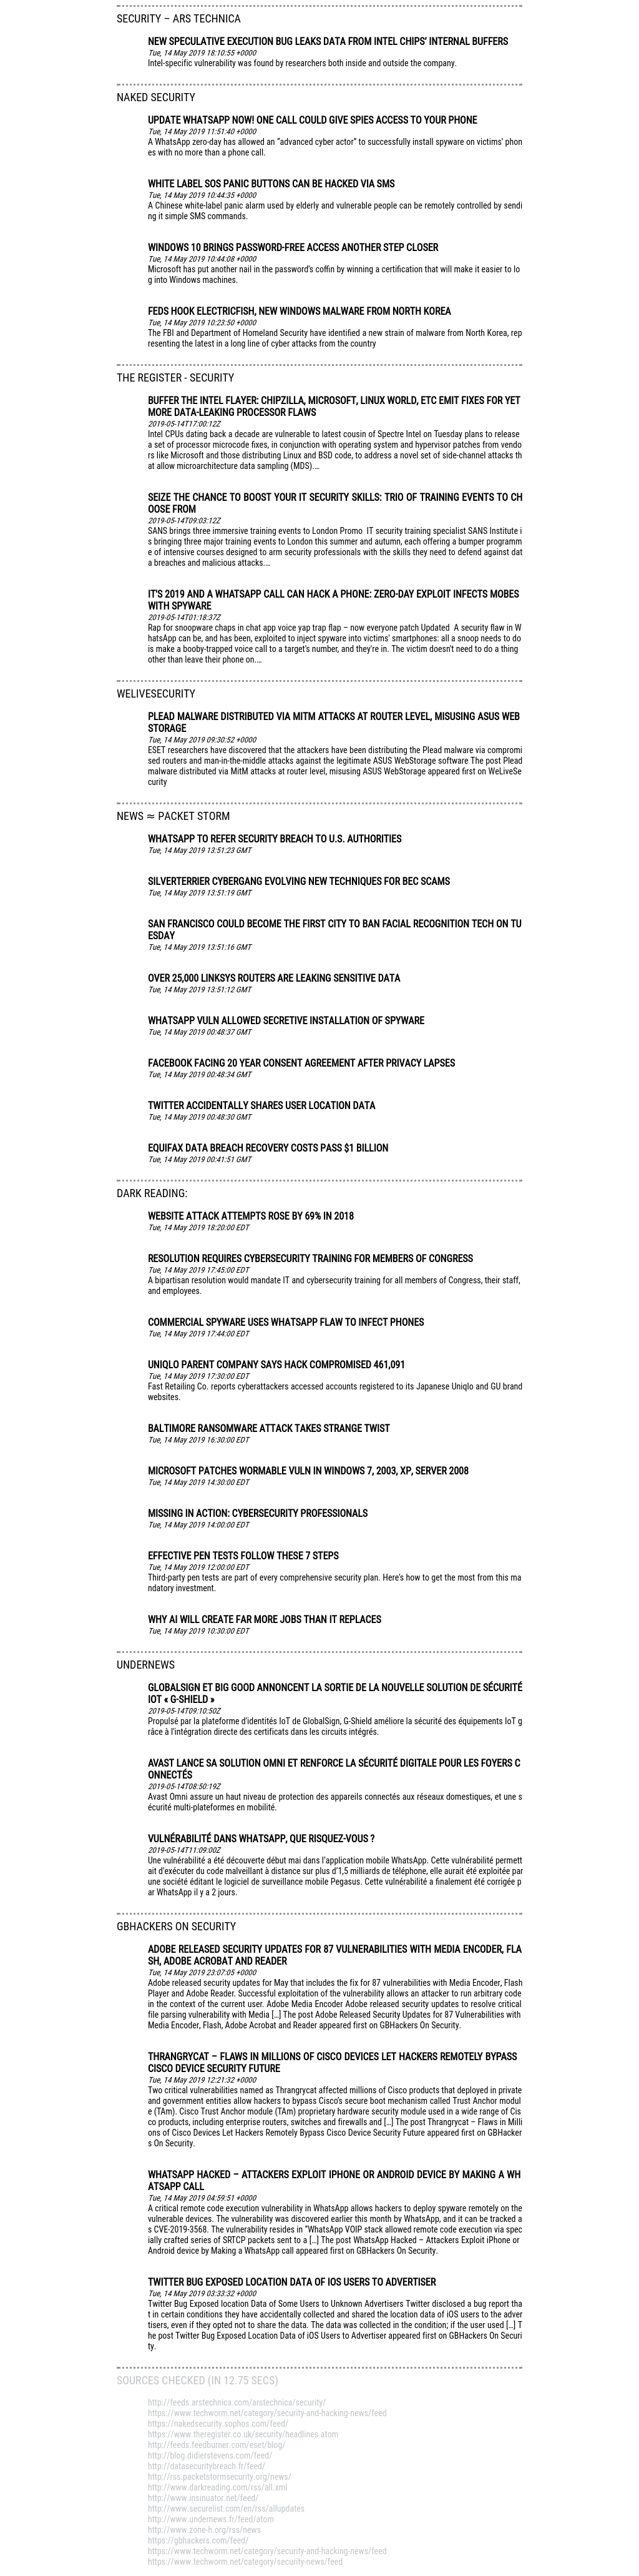 SECURITY – ARS TECHNICA
NEW SPECULATIVE EXECUTION BUG LEAKS DATA FROM INTEL CHIPS' INTERNAL BUFFERS
Tue, 14 May 2019 18:10:55 +0000
Intel-specific vulnerability was found by researchers both inside and outside the company.
NAKED SECURITY
UPDATE WHATSAPP NOW! ONE CALL COULD GIVE SPIES ACCESS TO YOUR PHONE
Tue, 14 May 2019 11:51:40 +0000
A WhatsApp zero-day has allowed an "advanced cyber actor" to successfully install spyware on victims' phon
es with no more than a phone call.
WHITE LABEL SOS PANIC BUTTONS CAN BE HACKED VIA SMS
Tue, 14 May 2019 10:44:35 +0000
A Chinese white-label panic alarm used by elderly and vulnerable people can be remotely controlled by sendi
ng it simple SMS commands.
WINDOWS 10 BRINGS PASSWORD-FREE ACCESS ANOTHER STEP CLOSER
Tue, 14 May 2019 10:44:08 +0000
Microsoft has put another nail in the password's coffin by winning a certification that will make it easier to lo
g into Windows machines.
FEDS HOOK ELECTRICFISH, NEW WINDOWS MALWARE FROM NORTH KOREA
Tue, 14 May 2019 10:23:50 +0000
The FBI and Department of Homeland Security have identified a new strain of malware from North Korea, rep
resenting the latest in a long line of cyber attacks from the country
THE REGISTER - SECURITY
BUFFER THE INTEL FLAYER: CHIPZILLA, MICROSOFT, LINUX WORLD, ETC EMIT FIXES FOR YET
MORE DATA-LEAKING PROCESSOR FLAWS
2019-05-14T17:00:12Z
Intel CPUs dating back a decade are vulnerable to latest cousin of Spectre Intel on Tuesday plans to release
a set of processor microcode fixes, in conjunction with operating system and hypervisor patches from vendo
rs like Microsoft and those distributing Linux and BSD code, to address a novel set of side-channel attacks th
at allow microarchitecture data sampling (MDS).…
SEIZE THE CHANCE TO BOOST YOUR IT SECURITY SKILLS: TRIO OF TRAINING EVENTS TO CH
OOSE FROM
2019-05-14T09:03:12Z
SANS brings three immersive training events to London Promo  IT security training specialist SANS Institute i
s bringing three major training events to London this summer and autumn, each offering a bumper programm
e of intensive courses designed to arm security professionals with the skills they need to defend against dat
a breaches and malicious attacks.…
IT'S 2019 AND A WHATSAPP CALL CAN HACK A PHONE: ZERO-DAY EXPLOIT INFECTS MOBES
WITH SPYWARE
2019-05-14T01:18:37Z
Rap for snoopware chaps in chat app voice yap trap flap – now everyone patch Updated  A security flaw in W
hatsApp can be, and has been, exploited to inject spyware into victims' smartphones: all a snoop needs to do
is make a booby-trapped voice call to a target's number, and they're in. The victim doesn't need to do a thing
other than leave their phone on.…
WELIVESECURITY
PLEAD MALWARE DISTRIBUTED VIA MITM ATTACKS AT ROUTER LEVEL, MISUSING ASUS WEB
STORAGE
Tue, 14 May 2019 09:30:52 +0000
ESET researchers have discovered that the attackers have been distributing the Plead malware via compromi
sed routers and man-in-the-middle attacks against the legitimate ASUS WebStorage software The post Plead
malware distributed via MitM attacks at router level, misusing ASUS WebStorage appeared first on WeLiveSe
curity
NEWS ≈ PACKET STORM
WHATSAPP TO REFER SECURITY BREACH TO U.S. AUTHORITIES
Tue, 14 May 2019 13:51:23 GMT
SILVERTERRIER CYBERGANG EVOLVING NEW TECHNIQUES FOR BEC SCAMS
Tue, 14 May 2019 13:51:19 GMT
SAN FRANCISCO COULD BECOME THE FIRST CITY TO BAN FACIAL RECOGNITION TECH ON TU
ESDAY
Tue, 14 May 2019 13:51:16 GMT
OVER 25,000 LINKSYS ROUTERS ARE LEAKING SENSITIVE DATA
Tue, 14 May 2019 13:51:12 GMT
WHATSAPP VULN ALLOWED SECRETIVE INSTALLATION OF SPYWARE
Tue, 14 May 2019 00:48:37 GMT
FACEBOOK FACING 20 YEAR CONSENT AGREEMENT AFTER PRIVACY LAPSES
Tue, 14 May 2019 00:48:34 GMT
TWITTER ACCIDENTALLY SHARES USER LOCATION DATA
Tue, 14 May 2019 00:48:30 GMT
EQUIFAX DATA BREACH RECOVERY COSTS PASS $1 BILLION
Tue, 14 May 2019 00:41:51 GMT
DARK READING:
WEBSITE ATTACK ATTEMPTS ROSE BY 69% IN 2018
Tue, 14 May 2019 18:20:00 EDT
RESOLUTION REQUIRES CYBERSECURITY TRAINING FOR MEMBERS OF CONGRESS
Tue, 14 May 2019 17:45:00 EDT
A bipartisan resolution would mandate IT and cybersecurity training for all members of Congress, their staff,
and employees.
COMMERCIAL SPYWARE USES WHATSAPP FLAW TO INFECT PHONES
Tue, 14 May 2019 17:44:00 EDT
UNIQLO PARENT COMPANY SAYS HACK COMPROMISED 461,091
Tue, 14 May 2019 17:30:00 EDT
Fast Retailing Co. reports cyberattackers accessed accounts registered to its Japanese Uniqlo and GU brand
websites.
BALTIMORE RANSOMWARE ATTACK TAKES STRANGE TWIST
Tue, 14 May 2019 16:30:00 EDT
MICROSOFT PATCHES WORMABLE VULN IN WINDOWS 7, 2003, XP, SERVER 2008
Tue, 14 May 2019 14:30:00 EDT
MISSING IN ACTION: CYBERSECURITY PROFESSIONALS
Tue, 14 May 2019 14:00:00 EDT
EFFECTIVE PEN TESTS FOLLOW THESE 7 STEPS
Tue, 14 May 2019 12:00:00 EDT
Third-party pen tests are part of every comprehensive security plan. Here's how to get the most from this ma
ndatory investment.
WHY AI WILL CREATE FAR MORE JOBS THAN IT REPLACES
Tue, 14 May 2019 10:30:00 EDT
UNDERNEWS
GLOBALSIGN ET BIG GOOD ANNONCENT LA SORTIE DE LA NOUVELLE SOLUTION DE SÉCURITÉ
IOT « G-SHIELD »
2019-05-14T09:10:50Z
Propulsé par la plateforme d'identités IoT de GlobalSign, G-Shield améliore la sécurité des équipements IoT g
râce à l'intégration directe des certificats dans les circuits intégrés.
AVAST LANCE SA SOLUTION OMNI ET RENFORCE LA SÉCURITÉ DIGITALE POUR LES FOYERS C
ONNECTÉS
2019-05-14T08:50:19Z
Avast Omni assure un haut niveau de protection des appareils connectés aux réseaux domestiques, et une s
écurité multi-plateformes en mobilité.
VULNÉRABILITÉ DANS WHATSAPP, QUE RISQUEZ-VOUS ?
2019-05-14T11:09:00Z
Une vulnérabilité a été découverte début mai dans l'application mobile WhatsApp. Cette vulnérabilité permett
ait d'exécuter du code malveillant à distance sur plus d'1,5 milliards de téléphone, elle aurait été exploitée par
une société éditant le logiciel de surveillance mobile Pegasus. Cette vulnérabilité a finalement été corrigée p
ar WhatsApp il y a 2 jours.
GBHACKERS ON SECURITY
ADOBE RELEASED SECURITY UPDATES FOR 87 VULNERABILITIES WITH MEDIA ENCODER, FLA
SH, ADOBE ACROBAT AND READER
Tue, 14 May 2019 23:07:05 +0000
Adobe released security updates for May that includes the fix for 87 vulnerabilities with Media Encoder, Flash
Player and Adobe Reader. Successful exploitation of the vulnerability allows an attacker to run arbitrary code
in the context of the current user. Adobe Media Encoder Adobe released security updates to resolve critical
file parsing vulnerability with Media [...] The post Adobe Released Security Updates for 87 Vulnerabilities with
Media Encoder, Flash, Adobe Acrobat and Reader appeared first on GBHackers On Security.
THRANGRYCAT – FLAWS IN MILLIONS OF CISCO DEVICES LET HACKERS REMOTELY BYPASS
CISCO DEVICE SECURITY FUTURE
Tue, 14 May 2019 12:21:32 +0000
Two critical vulnerabilities named as Thrangrycat affected millions of Cisco products that deployed in private
and government entities allow hackers to bypass Cisco's secure boot mechanism called Trust Anchor modul
e (TAm). Cisco Trust Anchor module (TAm) proprietary hardware security module used in a wide range of Cis
co products, including enterprise routers, switches and firewalls and [...] The post Thrangrycat – Flaws in Milli
ons of Cisco Devices Let Hackers Remotely Bypass Cisco Device Security Future appeared first on GBHacker
s On Security.
WHATSAPP HACKED – ATTACKERS EXPLOIT IPHONE OR ANDROID DEVICE BY MAKING A WH
ATSAPP CALL
Tue, 14 May 2019 04:59:51 +0000
A critical remote code execution vulnerability in WhatsApp allows hackers to deploy spyware remotely on the
vulnerable devices. The vulnerability was discovered earlier this month by WhatsApp, and it can be tracked a
s CVE-2019-3568. The vulnerability resides in "WhatsApp VOIP stack allowed remote code execution via spec
ially crafted series of SRTCP packets sent to a [...] The post WhatsApp Hacked – Attackers Exploit iPhone or
Android device by Making a WhatsApp call appeared first on GBHackers On Security.
TWITTER BUG EXPOSED LOCATION DATA OF IOS USERS TO ADVERTISER
Tue, 14 May 2019 03:33:32 +0000
Twitter Bug Exposed location Data of Some Users to Unknown Advertisers Twitter disclosed a bug report tha
t in certain conditions they have accidentally collected and shared the location data of iOS users to the adver
tisers, even if they opted not to share the data. The data was collected in the condition; if the user used [...] T
he post Twitter Bug Exposed Location Data of iOS Users to Advertiser appeared first on GBHackers On Securi
ty.
SOURCES CHECKED (IN 12.75 SECS)
http://feeds.arstechnica.com/arstechnica/security/
https://www.techworm.net/category/security-and-hacking-news/feed
https://nakedsecurity.sophos.com/feed/
https://www.theregister.co.uk/security/headlines.atom
http://feeds.feedburner.com/eset/blog/
http://blog.didierstevens.com/feed/
http://datasecuritybreach.fr/feed/
http://rss.packetstormsecurity.org/news/
http://www.darkreading.com/rss/all.xml
http://www.insinuator.net/feed/
http://www.securelist.com/en/rss/allupdates
http://www.undernews.fr/feed/atom
http://www.zone-h.org/rss/news
https://gbhackers.com/feed/
https://www.techworm.net/category/security-and-hacking-news/feed
https://www.techworm.net/category/security-news/feed